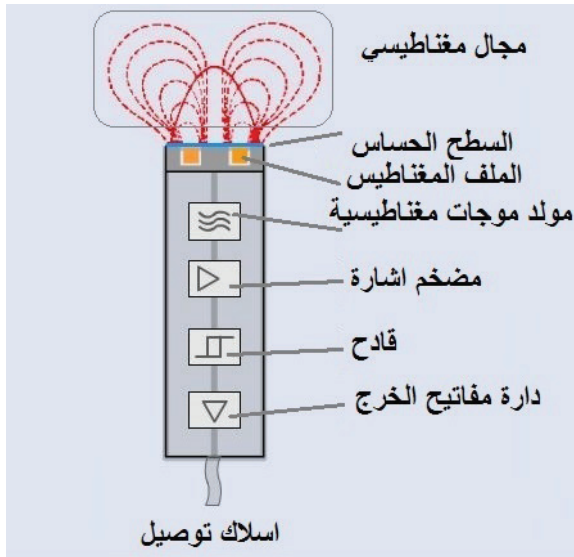 مجال مغناطيسي
السطح الحساس
الملف المغناطيس
مولد موجات مغناطيسية
مضخم اشارة
قادح
دارة مفاتيح الخرج
اسلاك توصيل